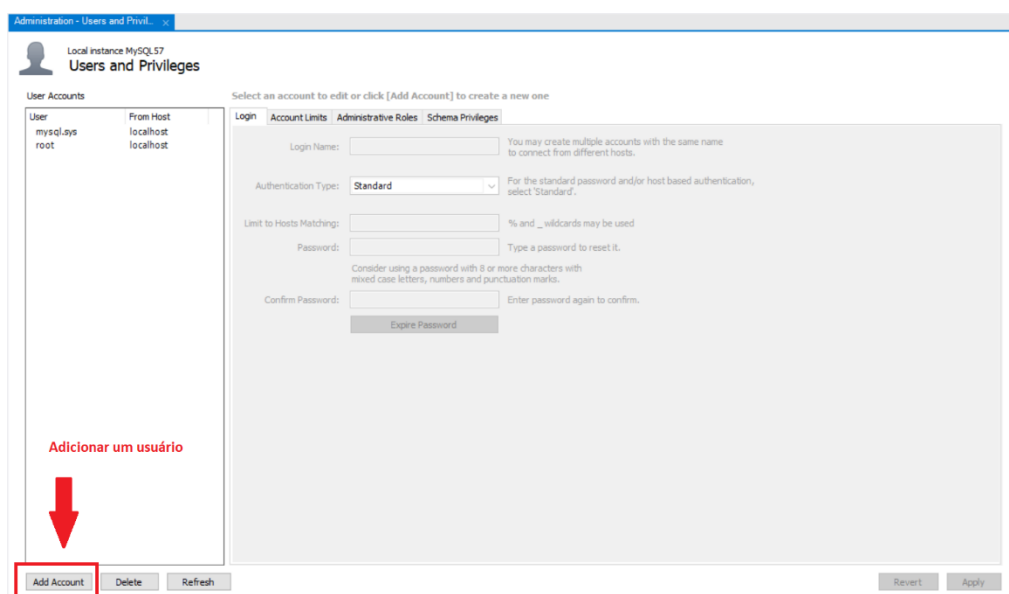 Administration - Users and Privil...
Local instance MySQL57
Users and Privileges
User Accounts
Select an account to edit or click [Add Account] to create a new one
User From Host
mysql.sys localhost
root localhost
Login Account Limits Administrative Roles Schema Privileges
Login Name: You may create multiple accounts with the same name
to connect from different hosts.
Authentication Type: Standard For the standard password and/or host based authentication,
select 'Standard'.
Limit to Hosts Matching: % and _ wildcards may be used
Password: Type a password to reset it.
Consider using a password with 8 or more characters with
mixed case letters, numbers and punctuation marks.
Confirm Password: Enter password again to confirm.
Expire Password
Adicionar um usuário
Add Account Delete Refresh Revert Apply